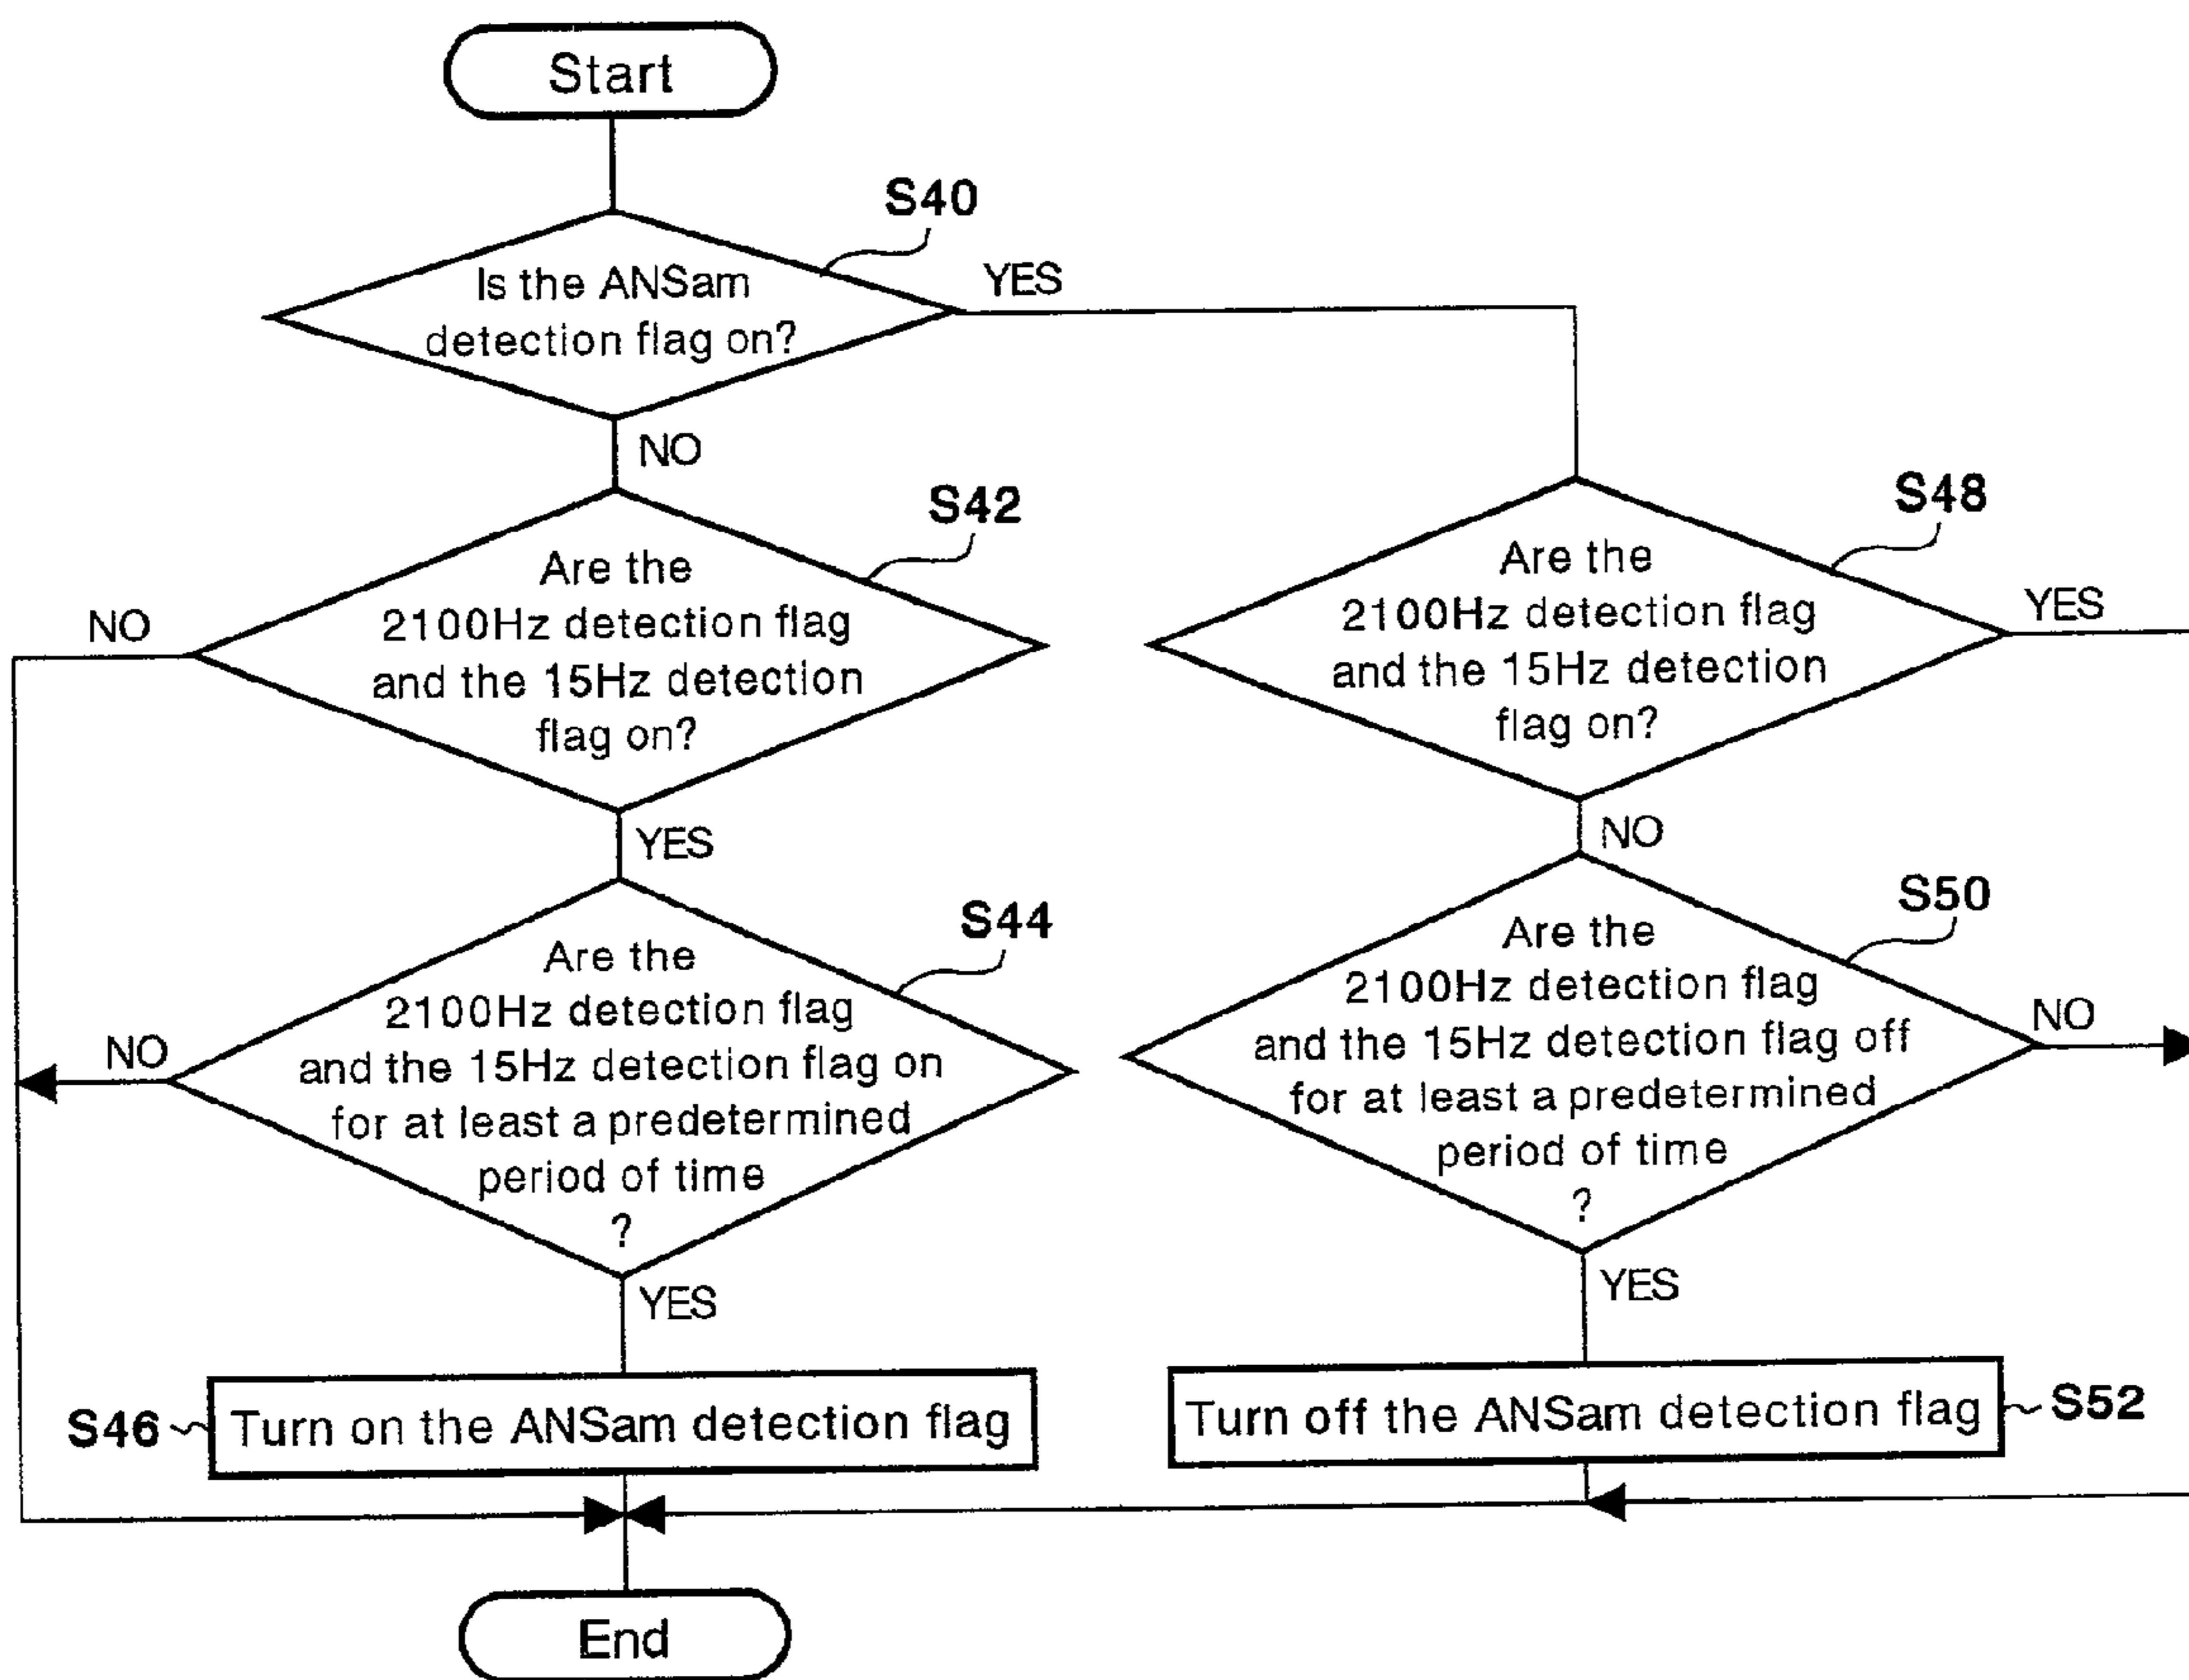 Start
S40
Is the ANSam
detection flag on?
YES
NO
S42
Are the
2100Hz detection flag
and the 15Hz detection
flag on?
NO
YES
S44
Are the
2100Hz detection flag
and the 15Hz detection flag on
for at least a predetermined
period of time
?
NO
YES
S46
Turn on the ANSam detection flag
S48
Are the
2100Hz detection flag
and the 15Hz detection
flag on?
YES
NO
S50
Are the
2100Hz detection flag
and the 15Hz detection flag off
for at least a predetermined
period of time
?
NO
YES
Turn off the ANSam detection flag
S52
End